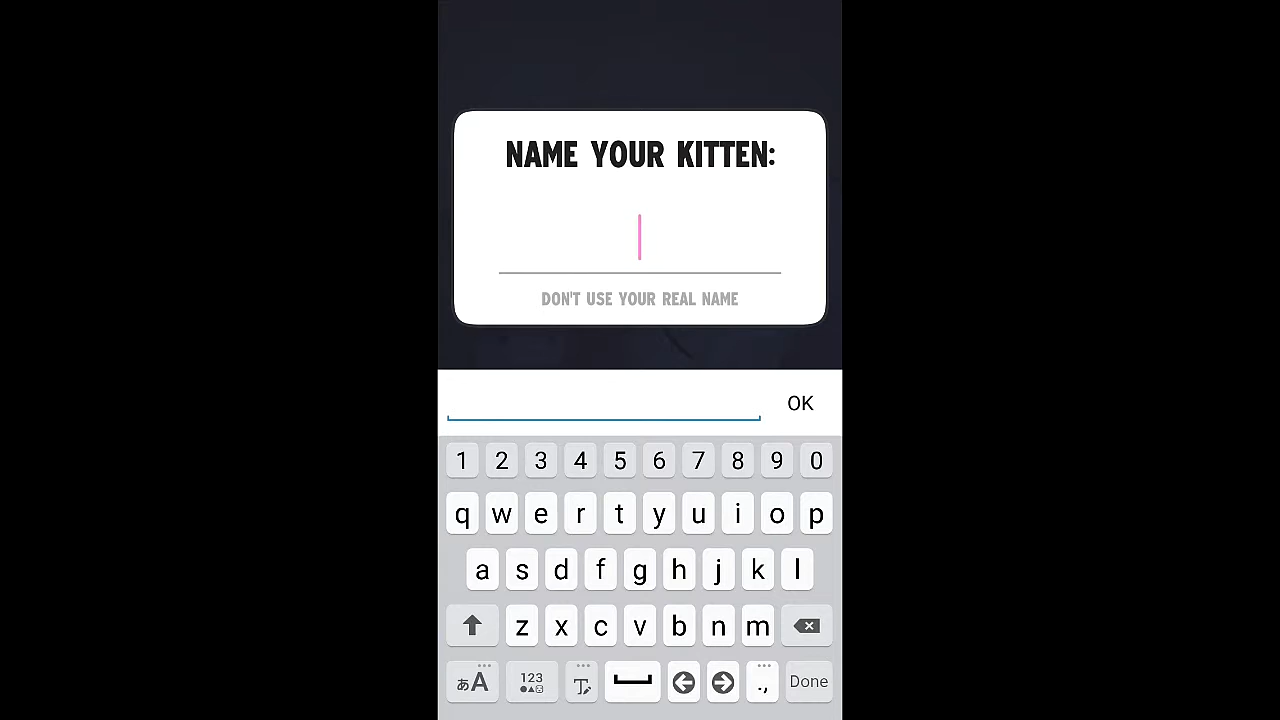 NAME YOUR KITTEN:
DON'T USE YOUR REAL NAME
OK
1 2 3 4 5 6 7 8 9 0
q w e r t y u i o p
a s d f g h j k l
z x c v b n m
あA 123 ., Done